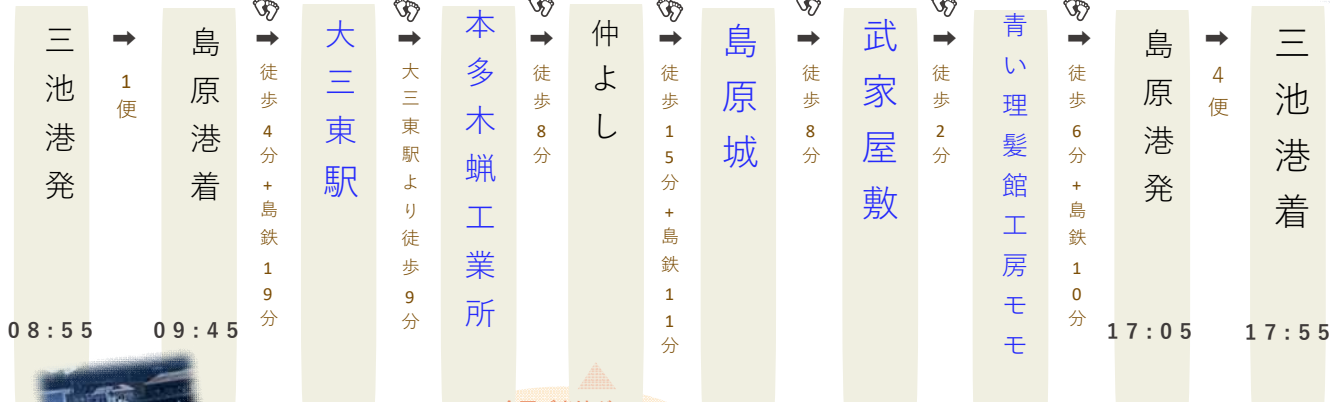 三池港発
08:55
➡
1便
島原港着
09:45
➡
徒歩4分+島鉄19分
大三東駅
➡
大三東駅より徒歩9分
本多木蝋工業所
➡
徒歩8分
仲よし
➡
徒歩15分+島鉄11分
島原城
➡
徒歩8分
武家屋敷
➡
徒歩2分
青い理髪館工房モモ
➡
徒歩6分+島鉄10分
島原港発
17:05
➡
4便
三池港着
17:55